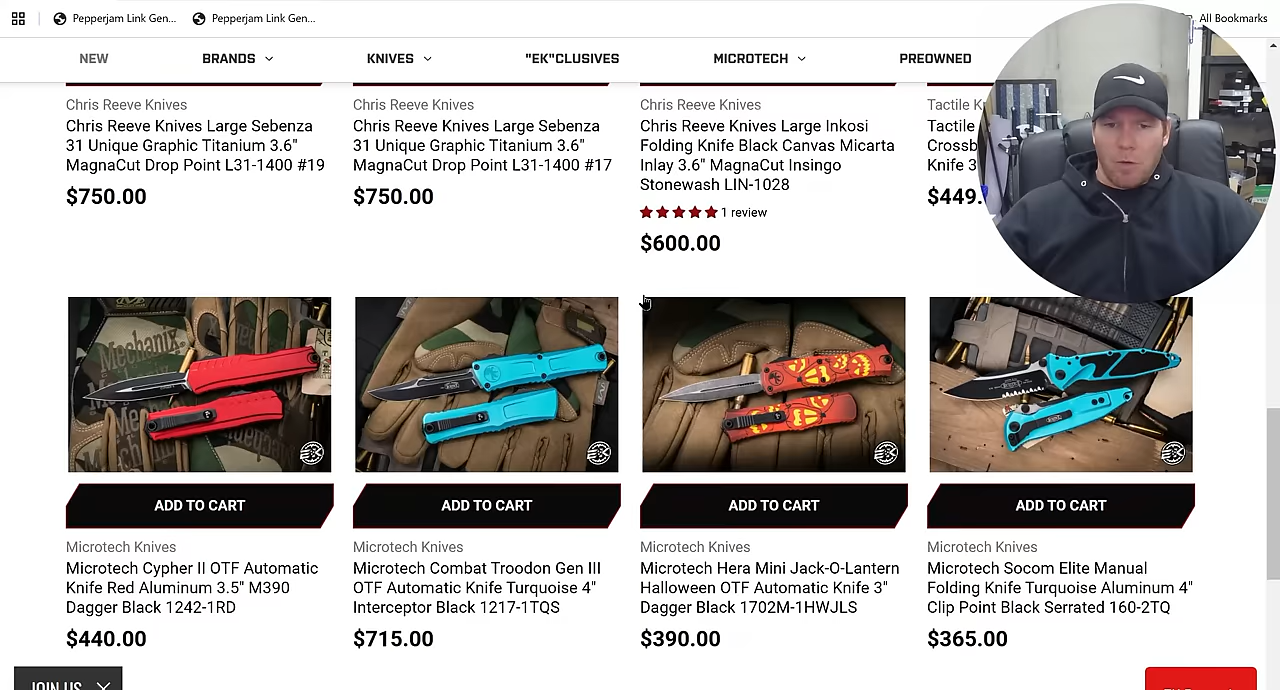 Pepperjam Link Gen... Pepperjam Link Gen... All Bookmarks
NEW BRANDS KNIVES "EK"CLUSIVES MICROTECH PREOWNED
Chris Reeve Knives
Chris Reeve Knives Large Sebenza
31 Unique Graphic Titanium 3.6"
MagnaCut Drop Point L31-1400 #19
$750.00
Chris Reeve Knives
Chris Reeve Knives Large Sebenza
31 Unique Graphic Titanium 3.6"
MagnaCut Drop Point L31-1400 #17
$750.00
Chris Reeve Knives
Chris Reeve Knives Large Inkosi
Folding Knife Black Canvas Micarta
Inlay 3.6" MagnaCut Insingo
Stonewash LIN-1028
1 review
$600.00
Tactile K
Tactile
Crossb
Knife 3
$449.
Mechanix
ADD TO CART
Microtech Knives
Microtech Cypher II OTF Automatic
Knife Red Aluminum 3.5" M390
Dagger Black 1242-1RD
$440.00
ADD TO CART
Microtech Knives
Microtech Combat Troodon Gen III
OTF Automatic Knife Turquoise 4"
Interceptor Black 1217-1TQS
$715.00
ADD TO CART
Microtech Knives
Microtech Hera Mini Jack-O-Lantern
Halloween OTF Automatic Knife 3"
Dagger Black 1702M-1HWJLS
$390.00
ADD TO CART
Microtech Knives
Microtech Socom Elite Manual
Folding Knife Turquoise Aluminum 4"
Clip Point Black Serrated 160-2TQ
$365.00
JOIN US